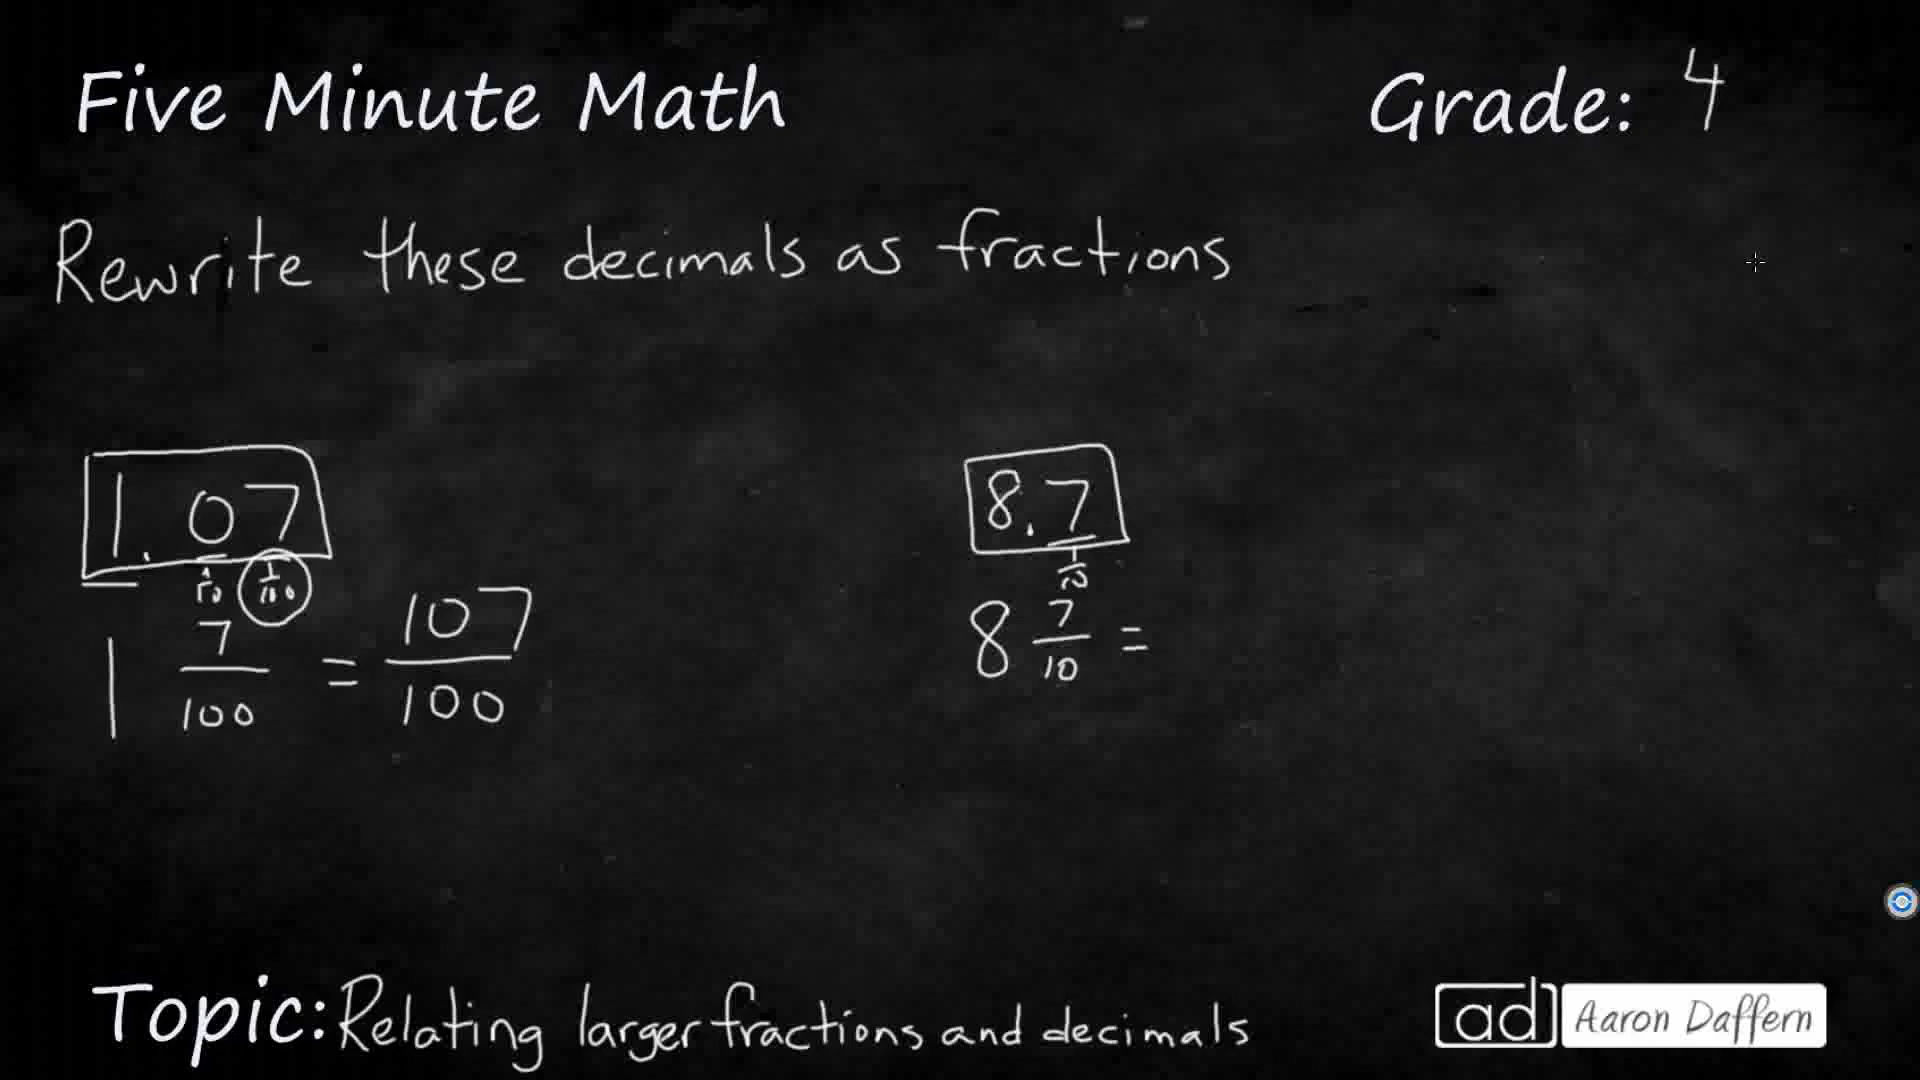 Five Minute Math
Grade: 4
Rewrite these decimals as fractions
1.07
1/10 1/100
1 7/100 = 107/100
8.7
1/10
8 7/10 =
Topic: Relating larger fractions and decimals
ad Aaron Daffern